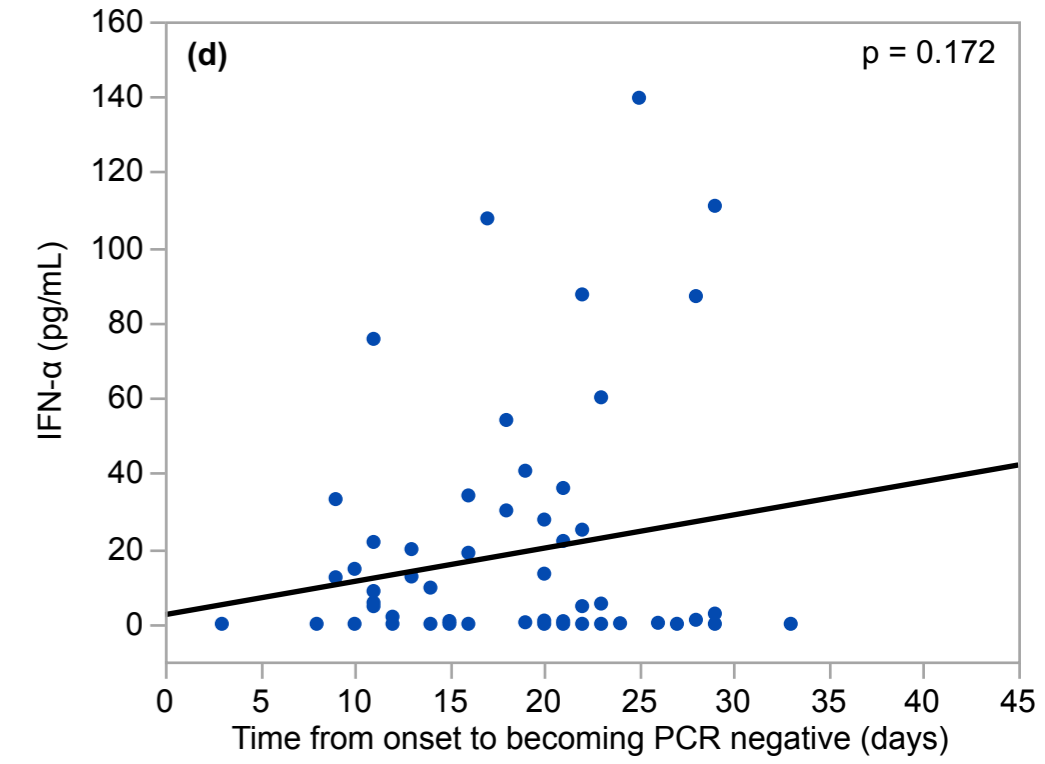 (d)
p = 0.172
160
140
120
100
80
60
40
20
0
IFN-α (pg/mL)
0 5 10 15 20 25 30 35 40 45
Time from onset to becoming PCR negative (days)